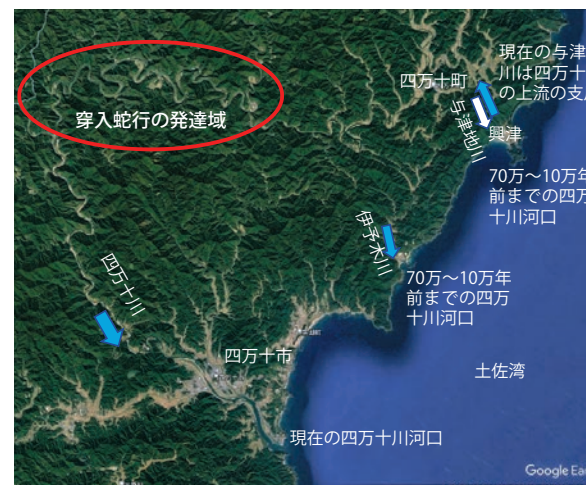 現在の与津
川は四万十
の上流の支
四万十町
与津地川
興津
穿入蛇行の発達域
70万〜10万年
前までの四万
十川河口
伊予木川
四万十川
70万〜10万年
前までの四万
十川河口
四万十市
土佐湾
現在の四万十川河口
Google